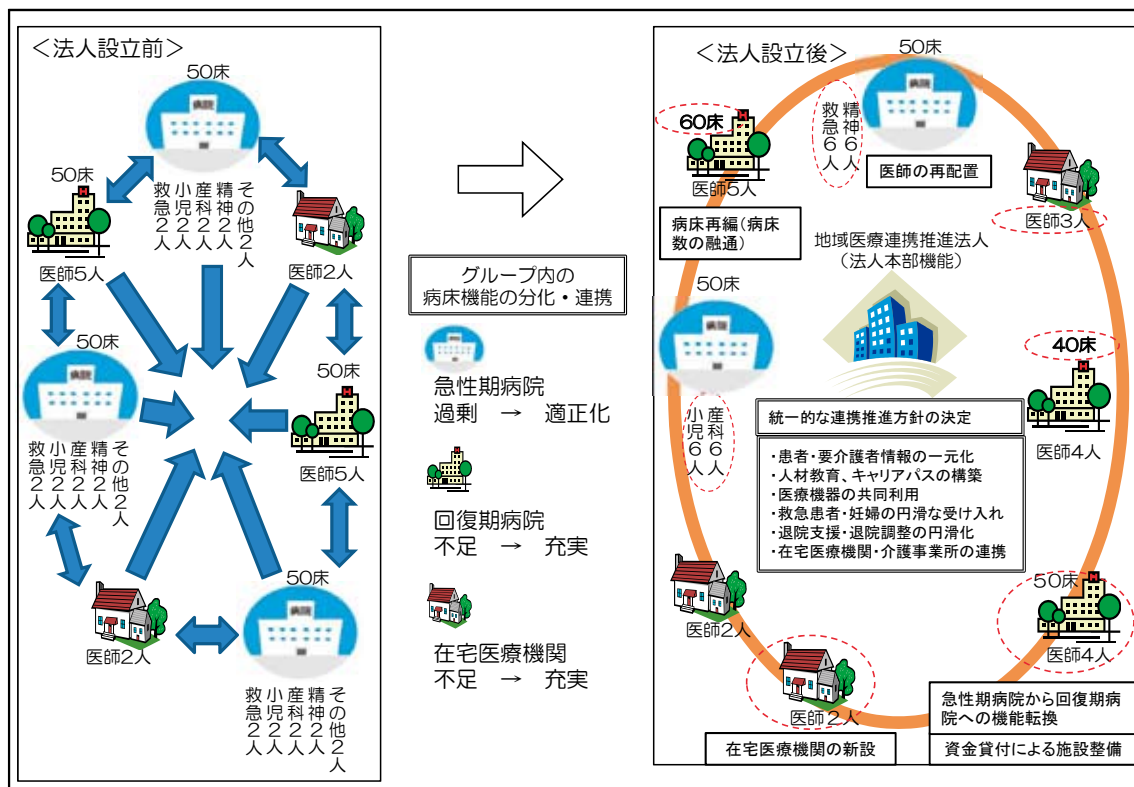 <法人設立前>
50床
病院
救急2人
小児2人
産科2人
精神2人
その他2人
50床
H
医師5人
医師2人
50床
病院
救急2人
小児2人
産科2人
精神2人
その他2人
50床
H
医師5人
医師2人
50床
病院
救急2人
小児2人
産科2人
精神2人
その他2人
グループ内の
病床機能の分化・連携
急性期病院
過剰 → 適正化
回復期病院
不足 → 充実
在宅医療機関
不足 → 充実
<法人設立後>
50床
病院
救急6人
精神6人
医師の再配置
60床
H
医師5人
病床再編(病床
数の融通)
医師3人
地域医療連携推進法人
(法人本部機能)
50床
病院
小児6人
産科6人
40床
H
医師4人
統一的な連携推進方針の決定
・患者・要介護者情報の一元化
・人材教育、キャリアパスの構築
・医療機器の共同利用
・救急患者・妊婦の円滑な受け入れ
・退院支援・退院調整の円滑化
・在宅医療機関・介護事業所の連携
医師2人
医師2人
在宅医療機関の新設
50床
H
医師4人
急性期病院から回復期病
院への機能転換
資金貸付による施設整備